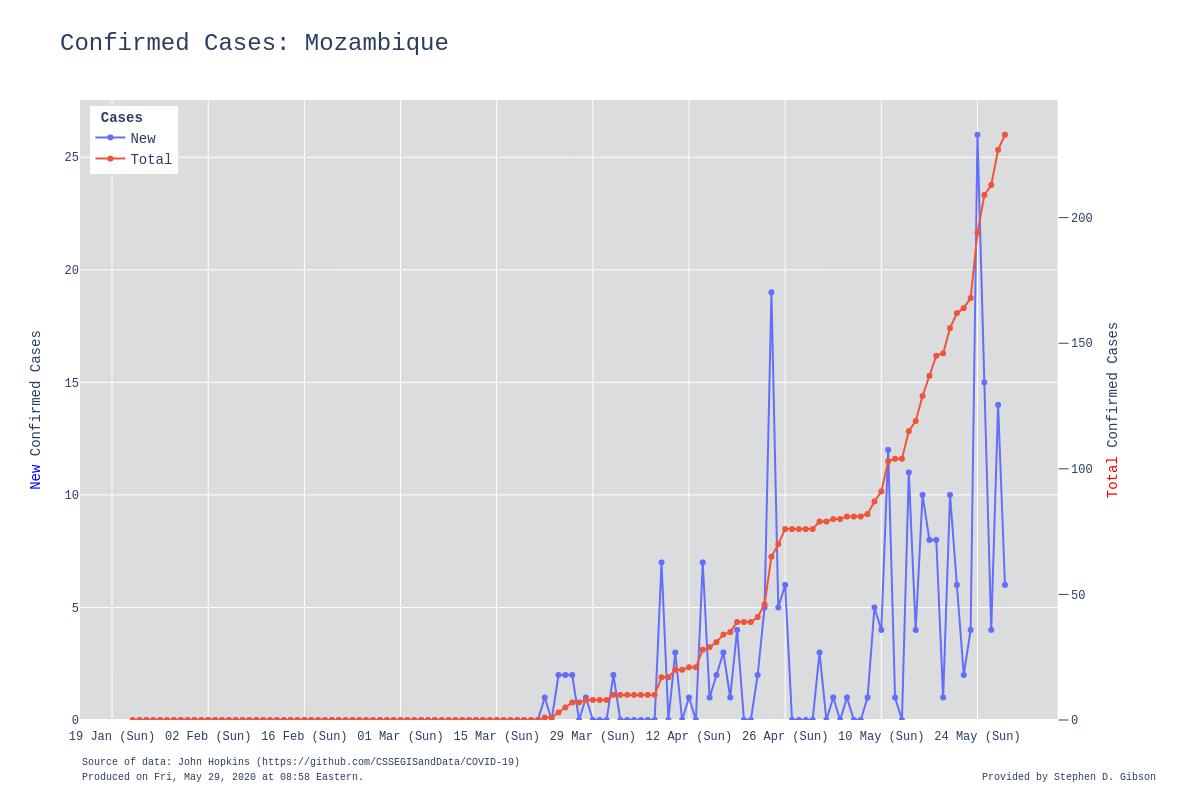 Confirmed Cases: Mozambique
Cases
New
Total
25
20
15
10
5
0
New Confirmed Cases
200
150
100
50
0
Total Confirmed Cases
19 Jan (Sun) 02 Feb (Sun) 16 Feb (Sun) 01 Mar (Sun) 15 Mar (Sun) 29 Mar (Sun) 12 Apr (Sun) 26 Apr (Sun) 10 May (Sun) 24 May (Sun)
Source of data: John Hopkins (https://github.com/CSSEGISandData/COVID-19)
Produced on Fri, May 29, 2020 at 08:58 Eastern.
Provided by Stephen D. Gibson